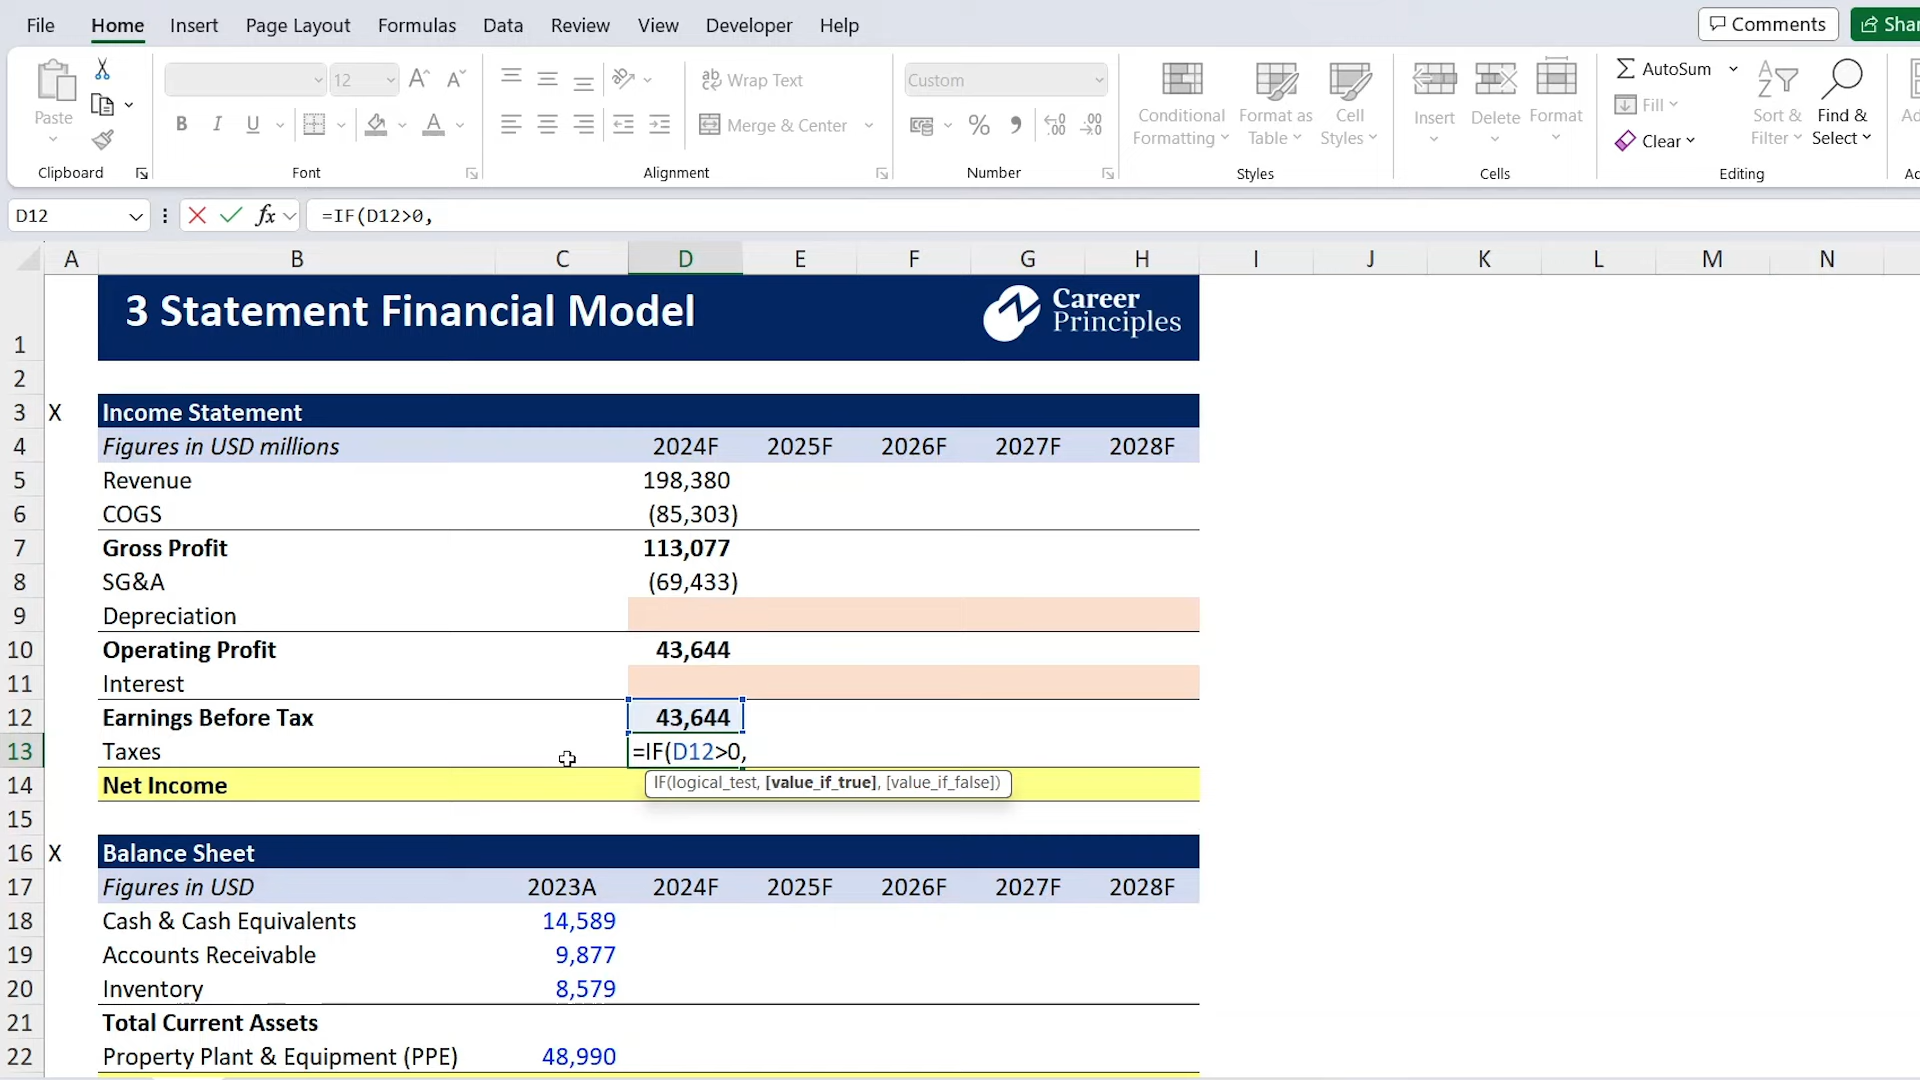 File Home Insert Page Layout Formulas Data Review View Developer Help Comments
Paste 12 Wrap Text Custom Conditional Formatting Format as Table Cell Styles Insert Delete Format AutoSum Sort & Filter Find & Select
B I U Merge & Center % Fill
Clear
Clipboard Font Alignment Number Styles Cells Editing
D12 fx =IF(D12>0,
A B C D E F G H I J K L M N
1 3 Statement Financial Model Career Principles
2
3 X Income Statement
4 Figures in USD millions 2024F 2025F 2026F 2027F 2028F
5 Revenue 198,380
6 COGS (85,303)
7 Gross Profit 113,077
8 SG&A (69,433)
9 Depreciation
10 Operating Profit 43,644
11 Interest
12 Earnings Before Tax 43,644
13 Taxes =IF(D12>0,
14 Net Income IF(logical_test, [value_if_true], [value_if_false])
15
16 X Balance Sheet
17 Figures in USD 2023A 2024F 2025F 2026F 2027F 2028F
18 Cash & Cash Equivalents 14,589
19 Accounts Receivable 9,877
20 Inventory 8,579
21 Total Current Assets
22 Property Plant & Equipment (PPE) 48,990